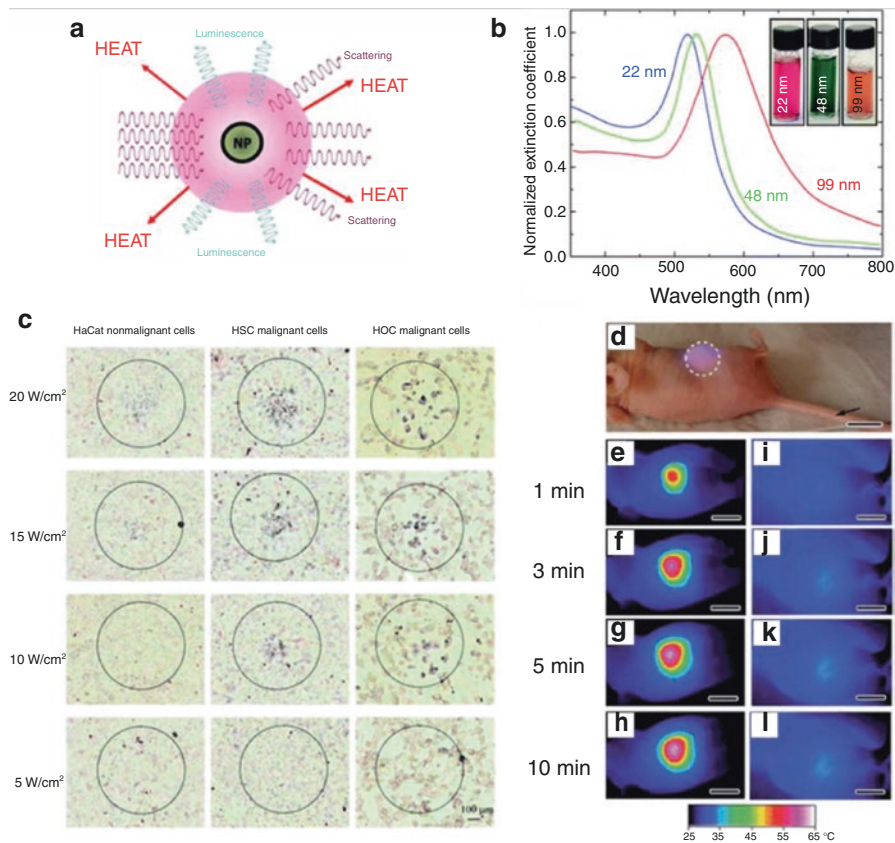 a
HEAT
Luminescence
Scattering
HEAT
NP
HEAT
Scattering
HEAT
Luminescence
b
Normalized extinction coefficient
1.0
0.8
0.6
0.4
0.2
0.0
22 nm
48 nm
99 nm
22 nm
48 nm
99 nm
400 500 600 700 800
Wavelength (nm)
c
HaCat nonmalignant cells HSC malignant cells HOC malignant cells
20 W/cm²
15 W/cm²
10 W/cm²
5 W/cm²
100 μm
d
1 min
e
i
3 min
f
j
5 min
g
k
10 min
h
l
25 35 45 55 65 °C